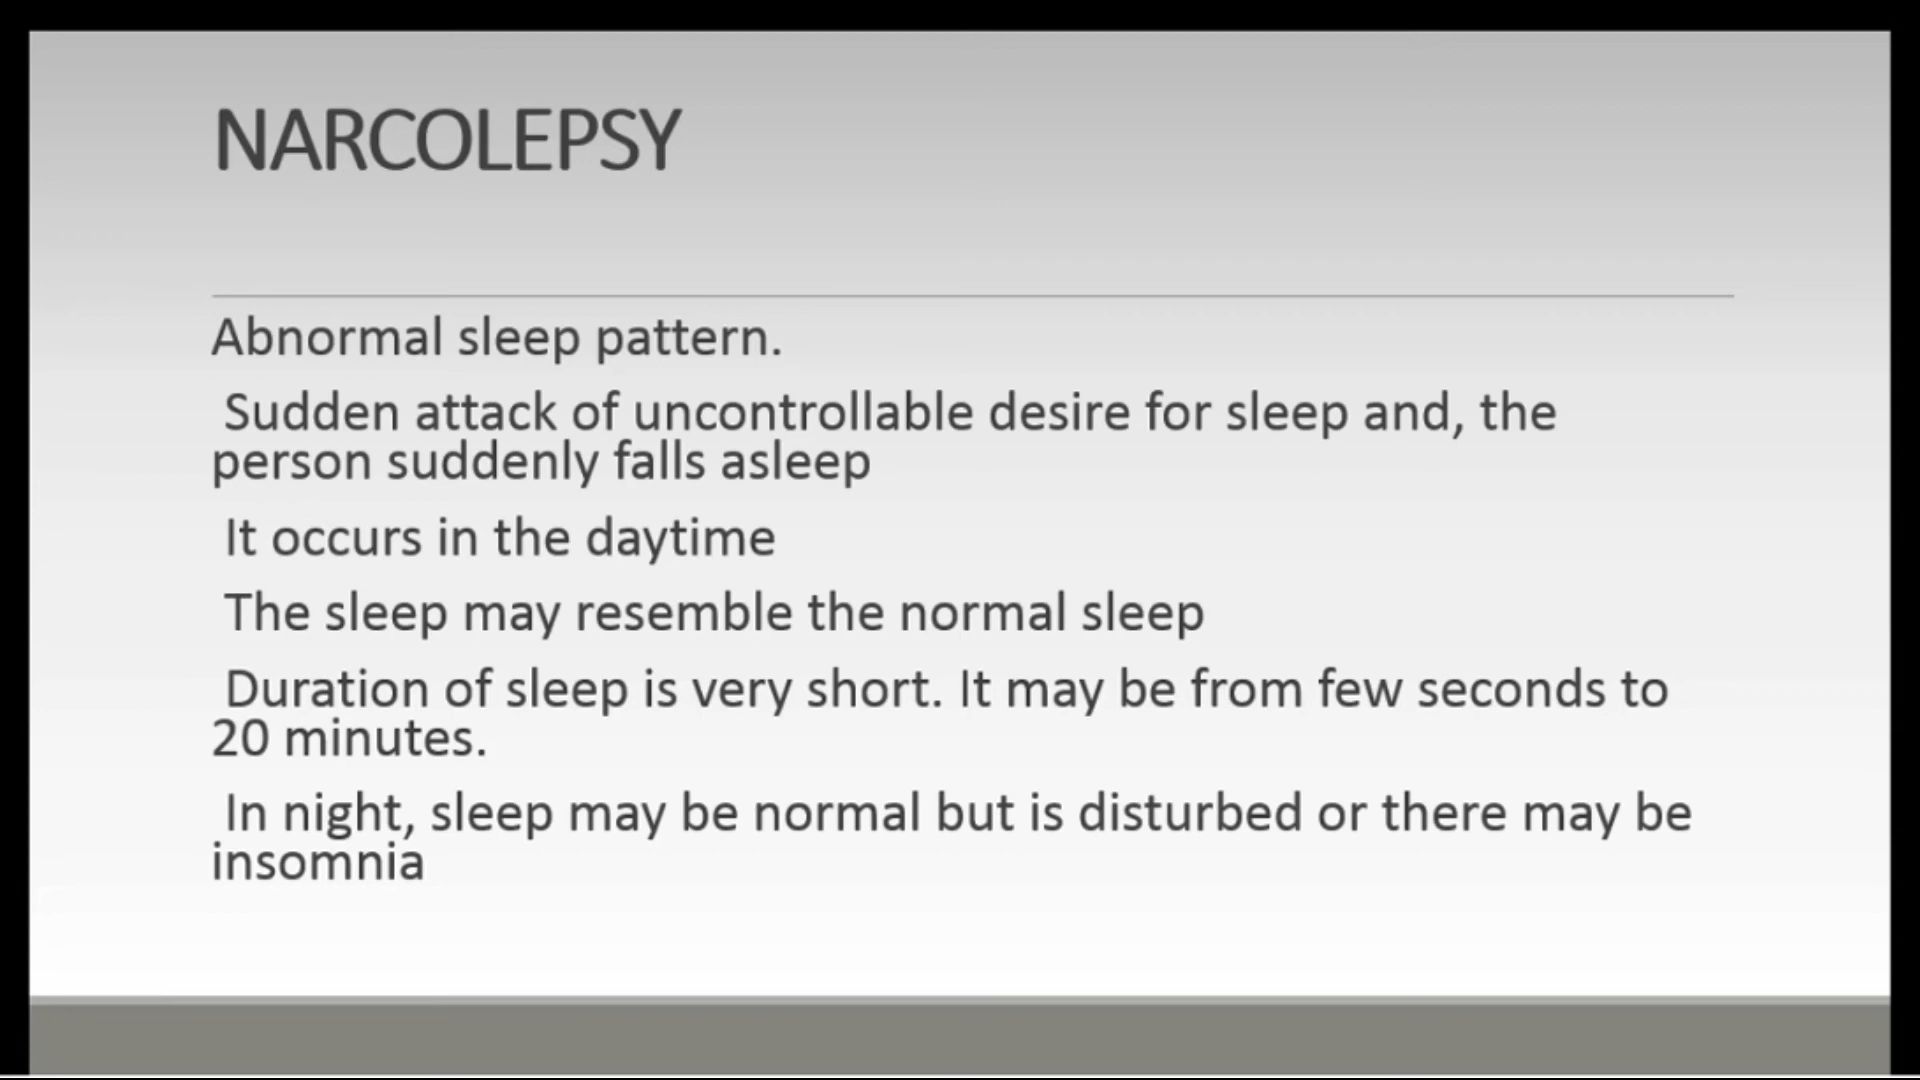 NARCOLEPSY
Abnormal sleep pattern.
Sudden attack of uncontrollable desire for sleep and, the
person suddenly falls asleep
It occurs in the daytime
The sleep may resemble the normal sleep
Duration of sleep is very short. It may be from few seconds to
20 minutes.
In night, sleep may be normal but is disturbed or there may be
insomnia